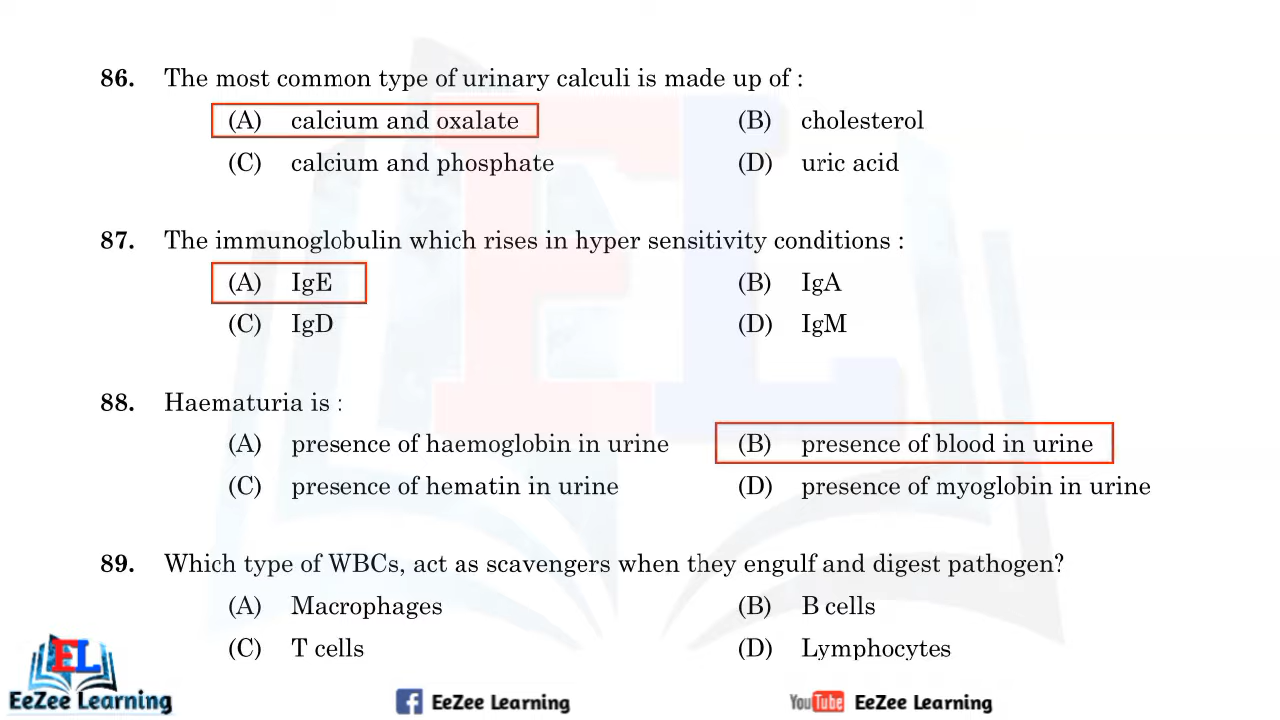 86. The most common type of urinary calculi is made up of :
(A) calcium and oxalate (B) cholesterol
(C) calcium and phosphate (D) uric acid
87. The immunoglobulin which rises in hyper sensitivity conditions :
(A) IgE (B) IgA
(C) IgD (D) IgM
88. Haematuria is :
(A) presence of haemoglobin in urine (B) presence of blood in urine
(C) presence of hematin in urine (D) presence of myoglobin in urine
89. Which type of WBCs, act as scavengers when they engulf and digest pathogen?
(A) Macrophages (B) B cells
(C) T cells (D) Lymphocytes
EL
EeZee Learning f EeZee Learning YouTube EeZee Learning